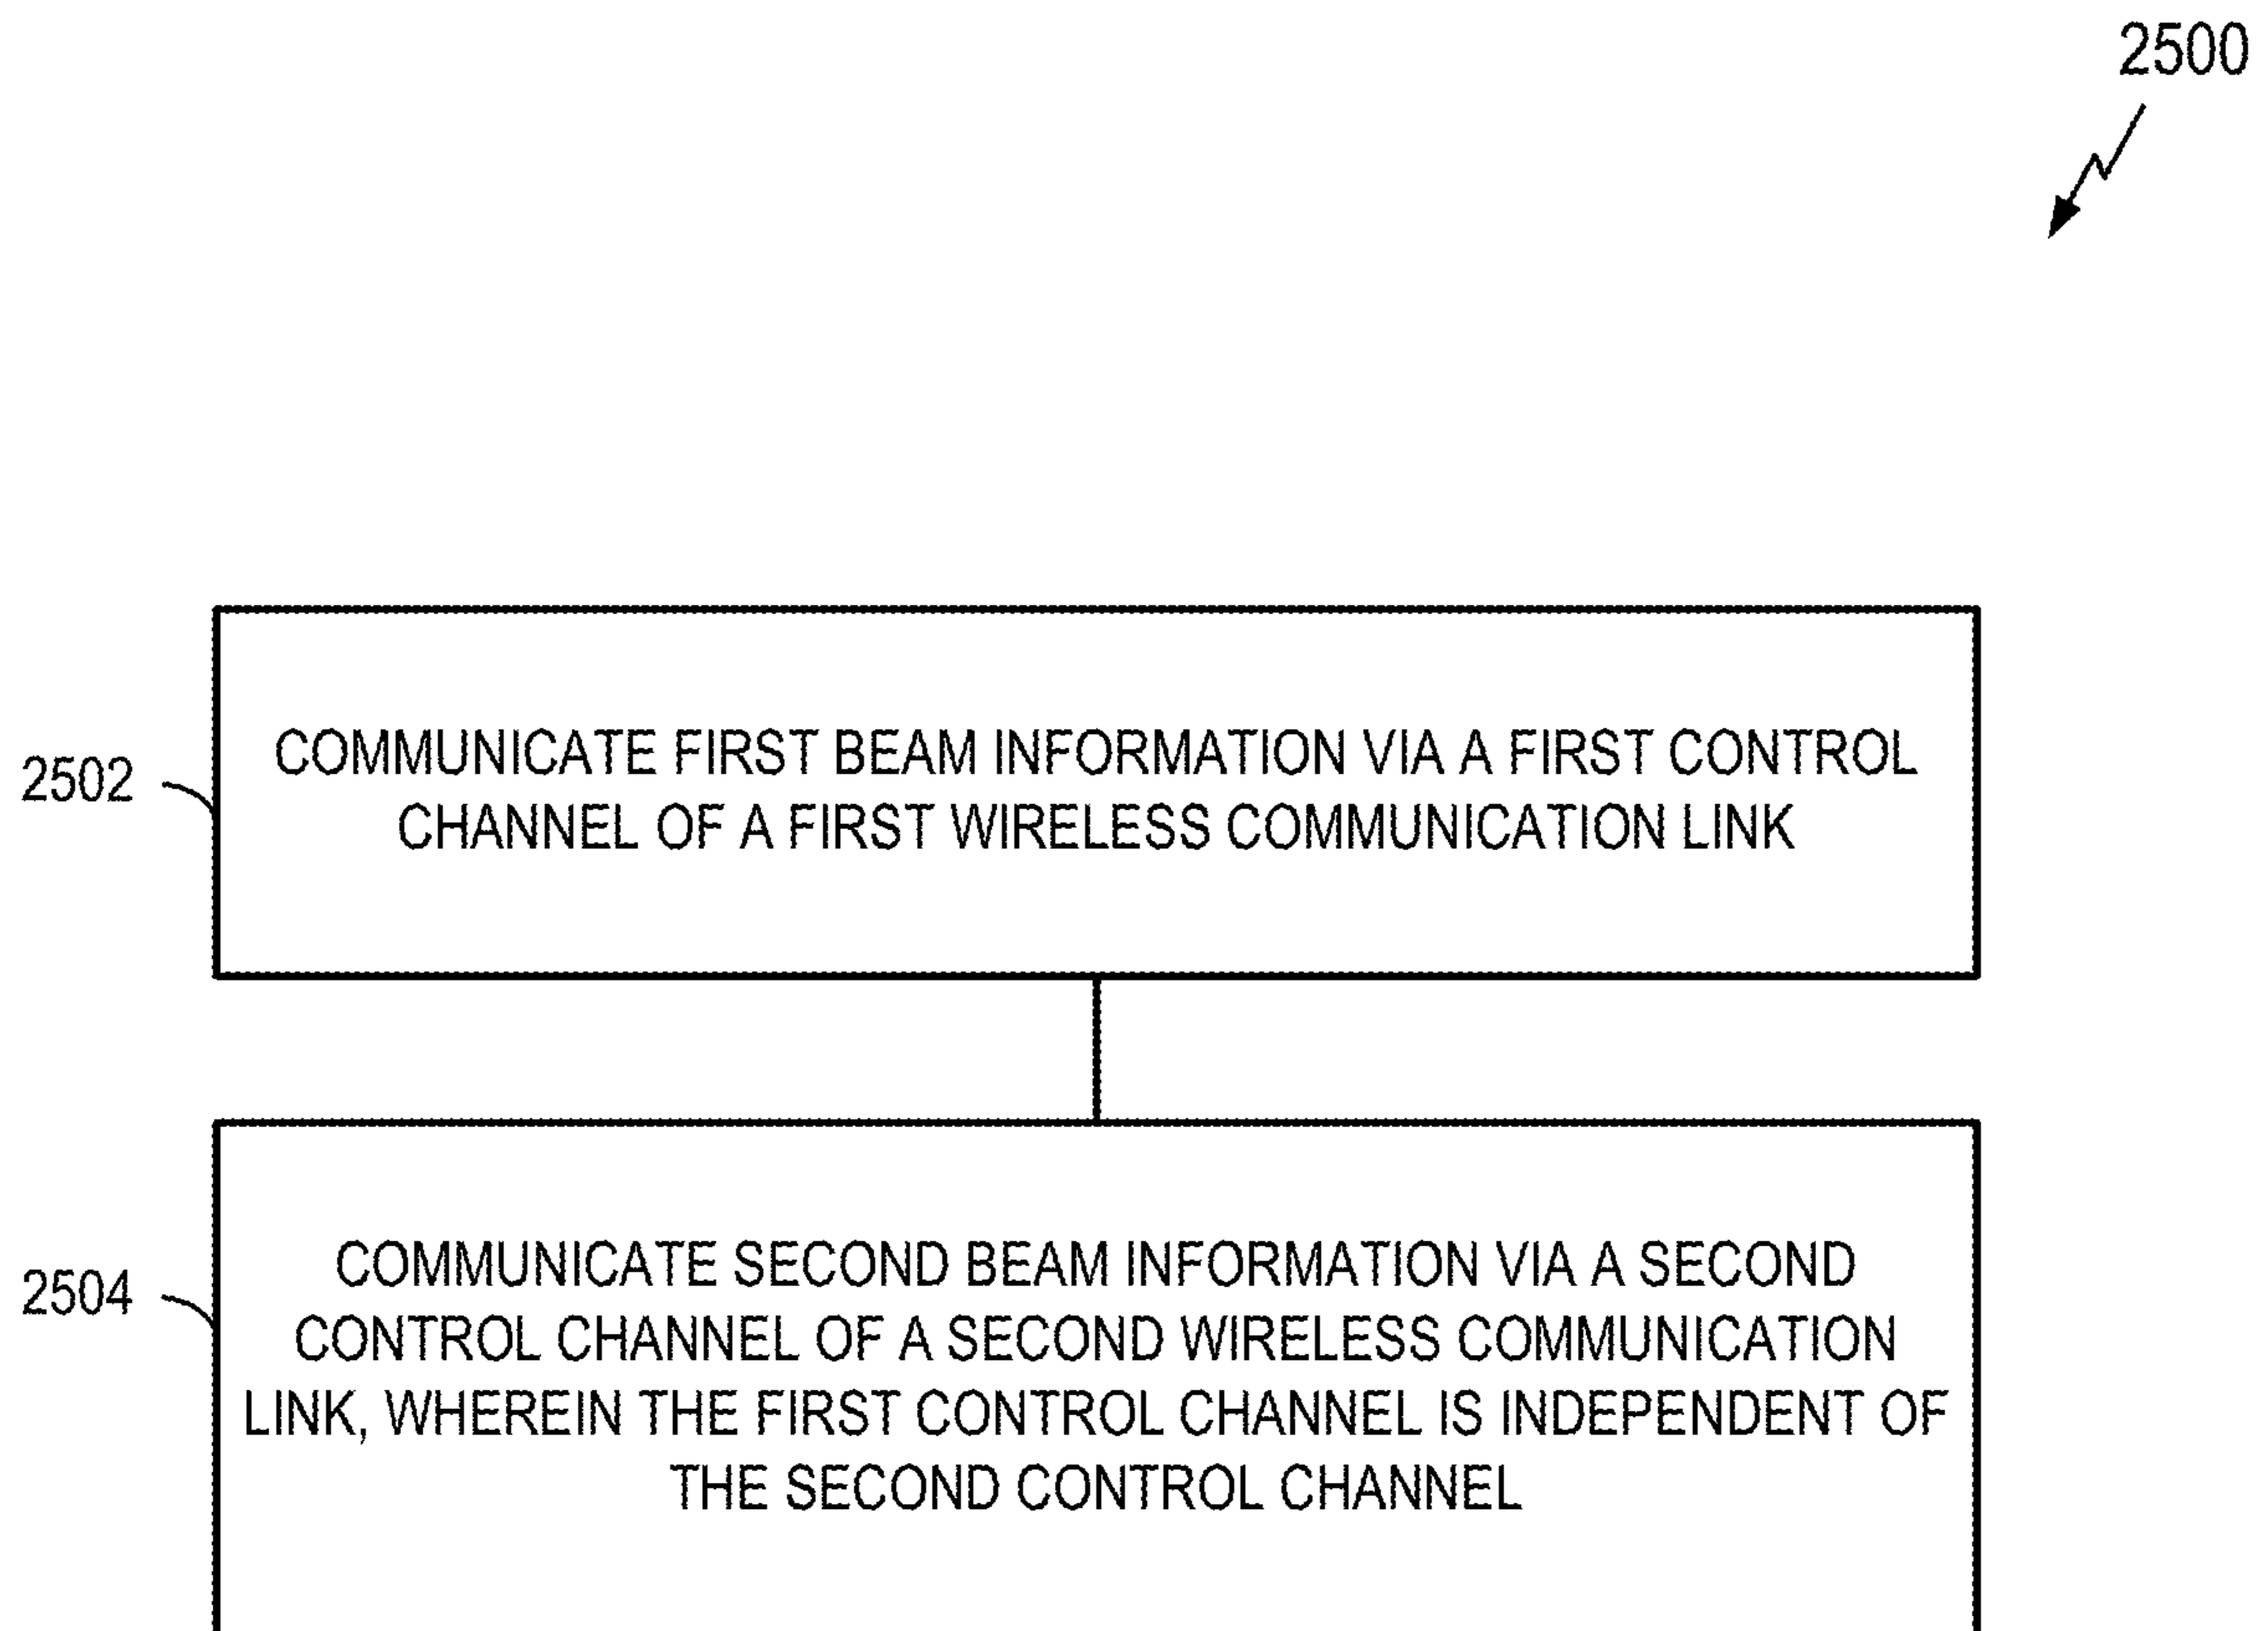 2500
2502
COMMUNICATE FIRST BEAM INFORMATION VIA A FIRST CONTROL
CHANNEL OF A FIRST WIRELESS COMMUNICATION LINK
2504
COMMUNICATE SECOND BEAM INFORMATION VIA A SECOND
CONTROL CHANNEL OF A SECOND WIRELESS COMMUNICATION
LINK, WHEREIN THE FIRST CONTROL CHANNEL IS INDEPENDENT OF
THE SECOND CONTROL CHANNEL